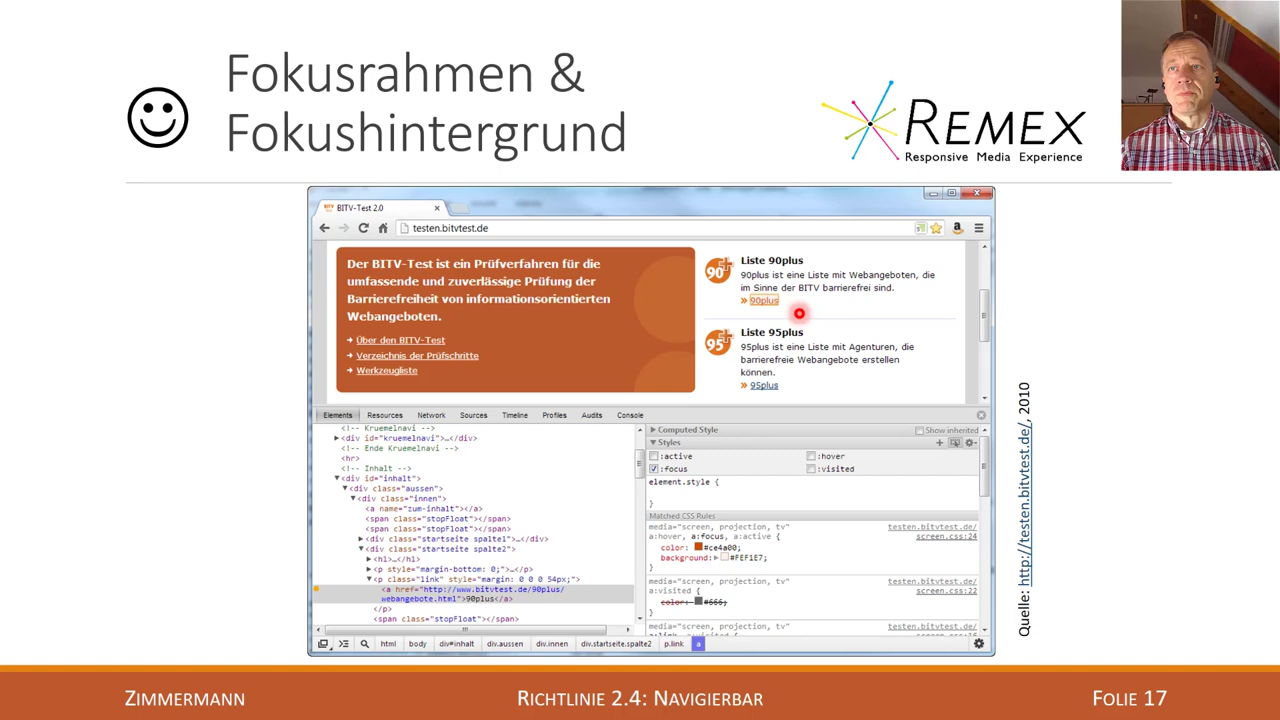 Fokusrahmen &
Fokushintergrund
REMEX
Responsive Media Experience
BITV-Test 2.0
testen.bitvtest.de
Der BITV-Test ist ein Prüfverfahren für die
umfassende und zuverlässige Prüfung der
Barrierefreiheit von informationsorientierten
Webangeboten.
Über den BITV-Test
Verzeichnis der Prüfschritte
Werkzeugliste
90+
Liste 90plus
90plus ist eine Liste mit Webangeboten, die
im Sinne der BITV barrierefrei sind.
» 90plus
95+
Liste 95plus
95plus ist eine Liste mit Agenturen, die
barrierefreie Webangebote erstellen
können.
» 95plus
Elements Resources Network Sources Timeline Profiles Audits Console
<!-- Kruemelnavi -->
<div id="kruemelnavi">…</div>
<!-- Ende Kruemelnavi -->
<hr>
<!-- Inhalt -->
<div id="inhalt">
<div class="aussen">
<div class="innen">
<a name="zum-inhalt"></a>
<span class="stopFloat"></span>
<span class="stopFloat"></span>
<div class="startseite spalte1">…</div>
<div class="startseite spalte2">
<h1>…</h1>
<p style="margin-bottom: 0;">…</p>
<p class="link" style="margin: 0 0 0 54px;">
<a href="http://www.bitvtest.de/90plus/
webangebote.html">90plus</a>
</p>
<span class="stopFloat"></span>
html body div#inhalt div.aussen div.innen div.startseite.spalte2 p.link a
Computed Style Show inherited
Styles
:active :hover
:focus :visited
element.style {
}
Matched CSS Rules
media="screen, projection, tv" testen.bitvtest.de/
a:hover, a:focus, a:active { screen.css:24
color: #ce4a00;
background: #FEF1E7;
}
media="screen, projection, tv" testen.bitvtest.de/
a:visited { screen.css:22
color: #666;
}
media="screen, projection, tv" testen.bitvtest.de/
Quelle: http://testen.bitvtest.de/, 2010
ZIMMERMANN
RICHTLINIE 2.4: NAVIGIERBAR
FOLIE 17